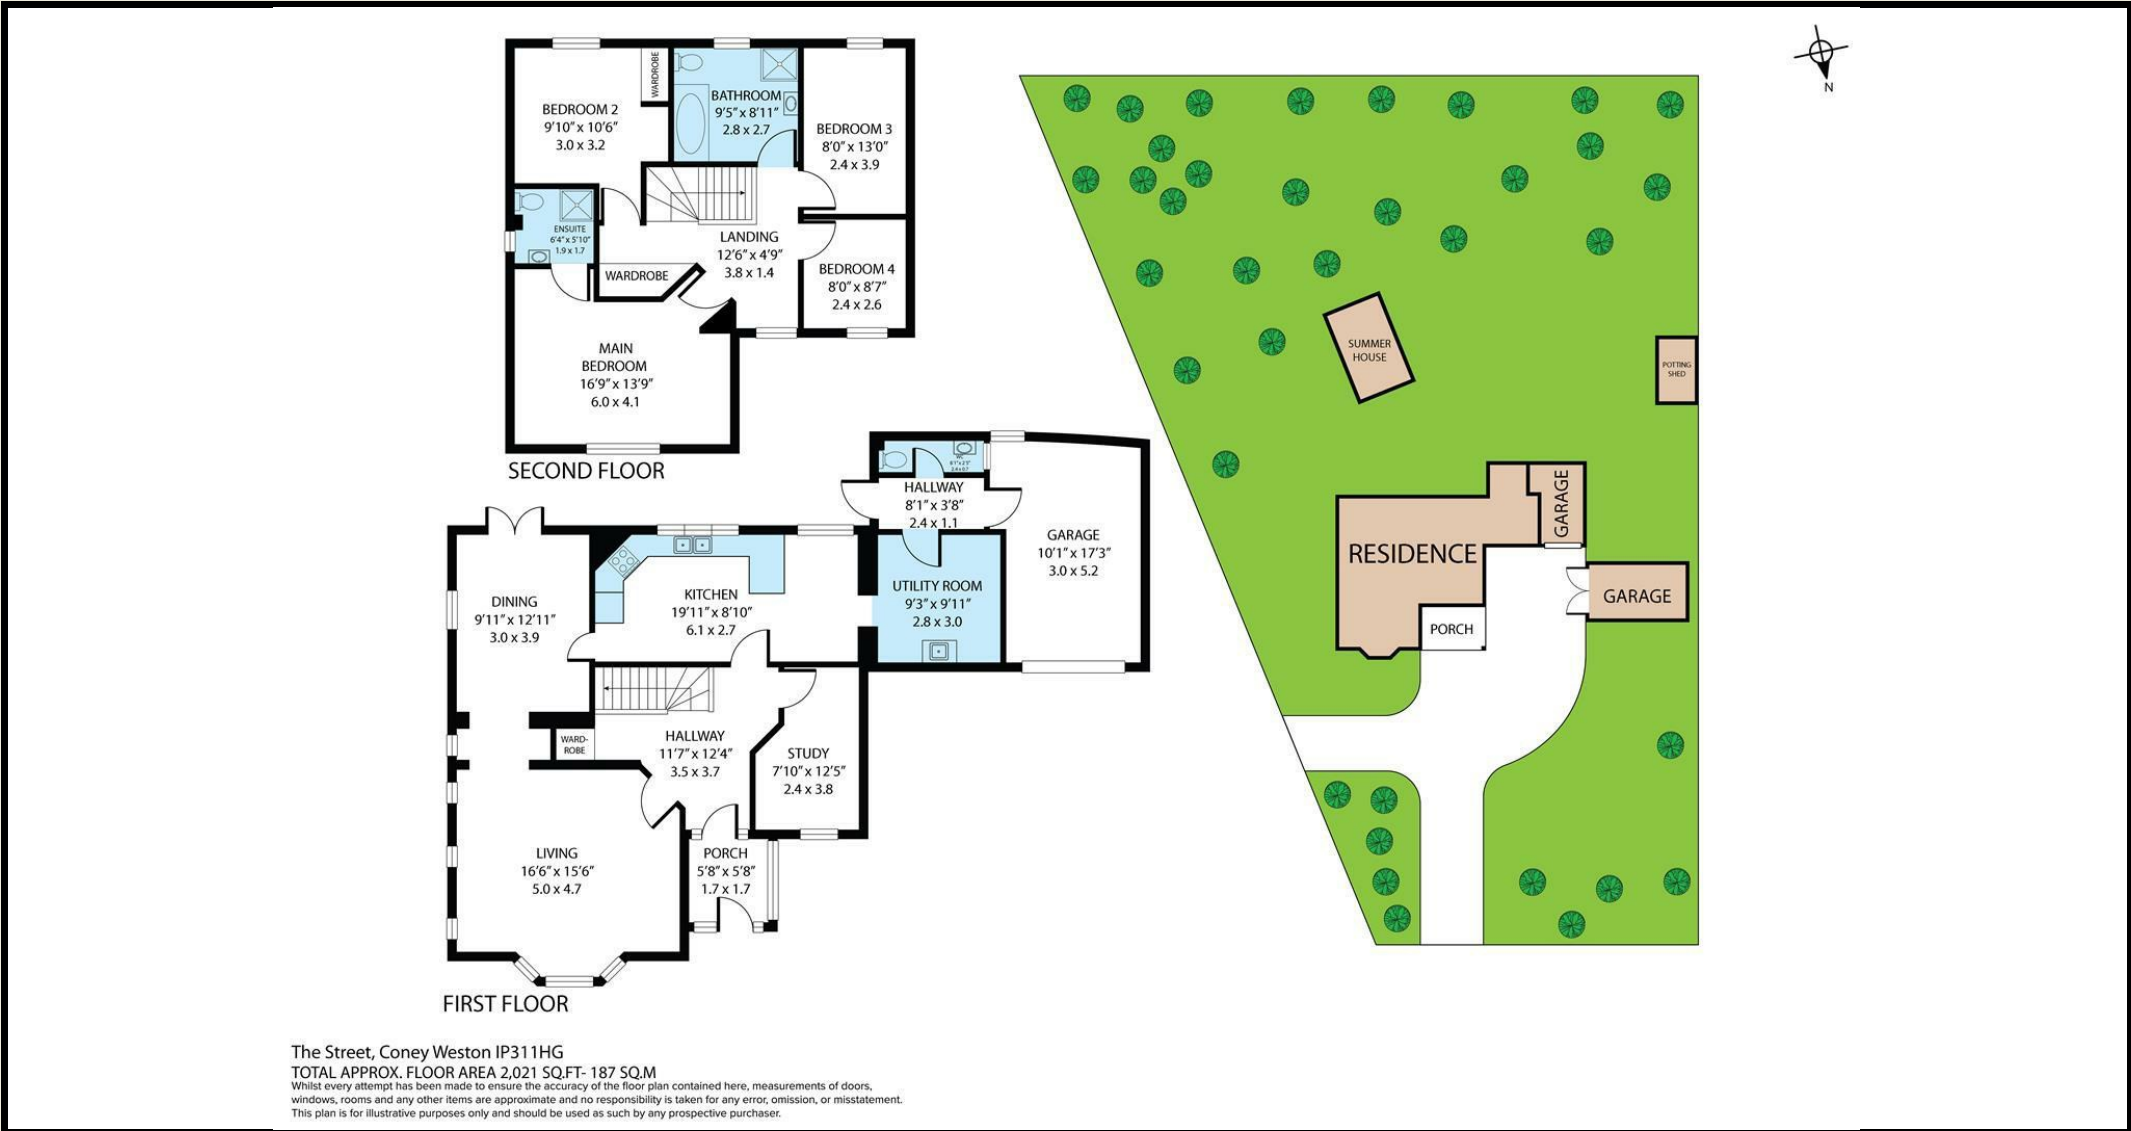 WARDROBE
BEDROOM 2
9'10" x 10'6"
3.0 x 3.2
BATHROOM
9'5" x 8'11"
2.8 x 2.7
BEDROOM 3
8'0" x 13'0"
2.4 x 3.9
ENSUITE
6'4" x 5'10"
1.9 x 1.7
LANDING
12'6" x 4'9"
3.8 x 1.4
WARDROBE
BEDROOM 4
8'0" x 8'7"
2.4 x 2.6
MAIN
BEDROOM
16'9" x 13'9"
6.0 x 4.1
SECOND FLOOR
WC
HALLWAY
8'1" x 3'8"
2.4 x 1.1
GARAGE
10'1" x 17'3"
3.0 x 5.2
UTILITY ROOM
9'3" x 9'11"
2.8 x 3.0
KITCHEN
19'11" x 8'10"
6.1 x 2.7
DINING
9'11" x 12'11"
3.0 x 3.9
WARD-
ROBE
HALLWAY
11'7" x 12'4"
3.5 x 3.7
STUDY
7'10" x 12'5"
2.4 x 3.8
LIVING
16'6" x 15'6"
5.0 x 4.7
PORCH
5'8" x 5'8"
1.7 x 1.7
FIRST FLOOR
N
SUMMER
HOUSE
POTTING
SHED
GARAGE
RESIDENCE
GARAGE
PORCH
The Street, Coney Weston IP311HG
TOTAL APPROX. FLOOR AREA 2,021 SQ.FT- 187 SQ.M
Whilst every attempt has been made to ensure the accuracy of the floor plan contained here, measurements of doors,
windows, rooms and any other items are approximate and no responsibility is taken for any error, omission, or misstatement.
This plan is for illustrative purposes only and should be used as such by any prospective purchaser.